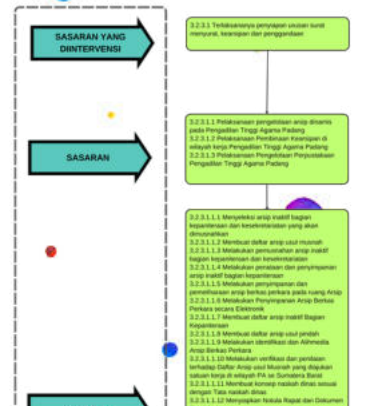 SASARAN YANG
DIINTERVENSI
3.2.3.1 Terlaksananya penyiapan urusan surat
menyurat, kearsipan dan penggandaan
SASARAN
3.2.3.1.1 Pelaksanaan pengelolaan arsip dinamis
pada Pengadilan Tinggi Agama Padang
3.2.3.1.2 Pelaksanaan Pembinaan Kearsipan di
wilayah kerja Pengadilan Tinggi Agama Padang
3.2.3.1.3 Pelaksanaan Pengelolaan Perpustakaan
Pengadilan Tinggi Agama Padang
3.2.3.1.1.1 Menyeleksi arsip inaktif bagian
kepaniteraan dan kesekretariatan yang akan
dimusnahkan
3.2.3.1.1.2 Membuat daftar arsip usul musnah
3.2.3.1.1.3 Melakukan pemusnahan arsip inaktif
bagian kepaniteraan dan kesekretariatan
3.2.3.1.1.4 Melakukan penataan dan penyimpanan
arsip inaktif bagian kepaniteraan
3.2.3.1.1.5 Melakukan penyimpanan dan
pemeliharaan arsip berkas perkara pada ruang Arsip
3.2.3.1.1.6 Melakukan Penyimpanan Arsip Berkas
Perkara secara Elektronik
3.2.3.1.1.7 Membuat daftar arsip inaktif Bagian
Kepaniteraan
3.2.3.1.1.8 Membuat daftar arsip usul pindah
3.2.3.1.1.9 Melakukan identifikasi dan Alihmedia
Arsip Berkas Perkara
3.2.3.1.1.10 Melakukan verifikasi dan penilaian
terhadap Daftar Arsip usul Musnah yang diajukan
satuan kerja di wilayah PA se Sumatera Barat
3.2.3.1.1.11 Membuat konsep naskah dinas sesuai
dengan Tata naskah dinas
3.2.3.1.1.12 Menyiapkan Notula Rapat dan Dokumen